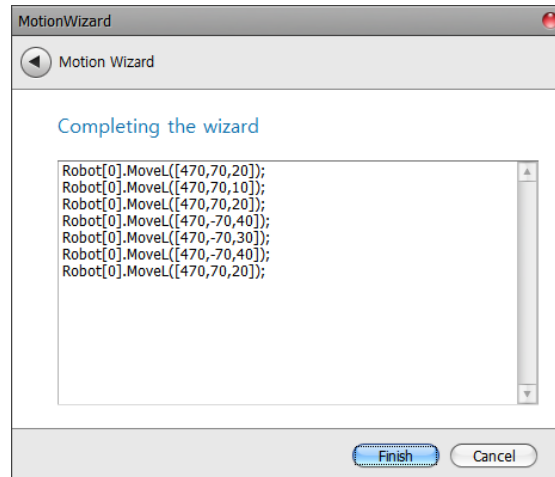 MotionWizard
Motion Wizard
Completing the wizard
Robot[0].MoveL([470,70,20]);
Robot[0].MoveL([470,70,10]);
Robot[0].MoveL([470,70,20]);
Robot[0].MoveL([470,-70,40]);
Robot[0].MoveL([470,-70,30]);
Robot[0].MoveL([470,-70,40]);
Robot[0].MoveL([470,70,20]);
Finish
Cancel